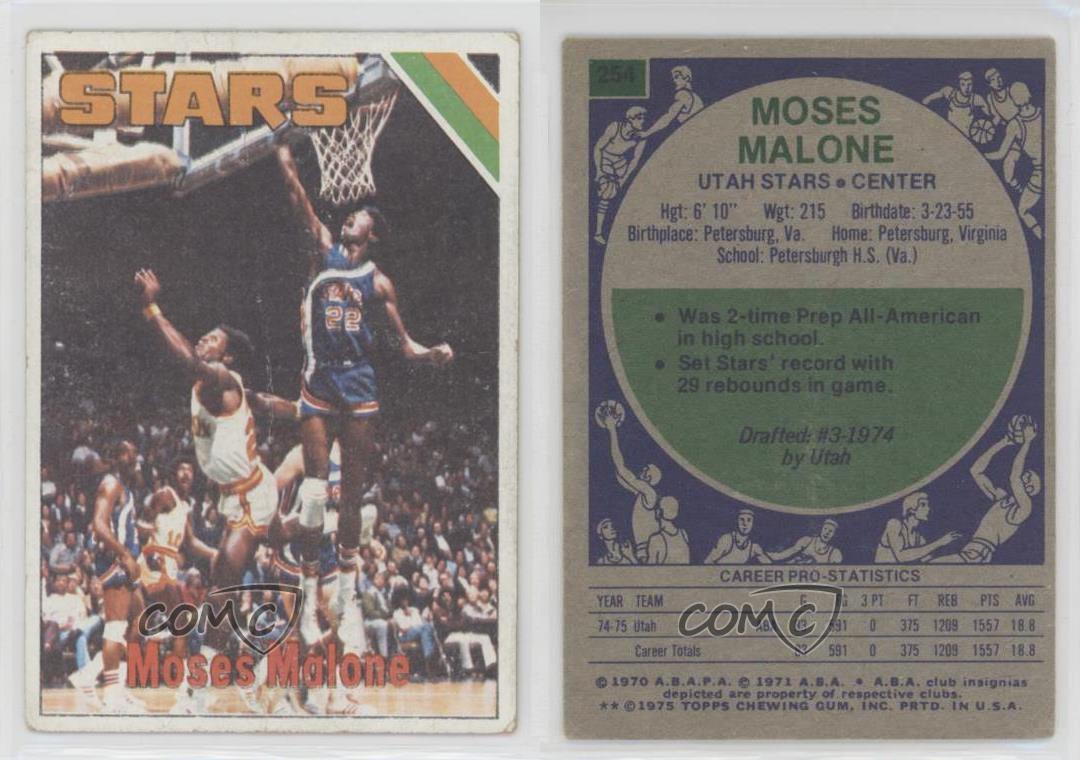 STARS
22
10
Moses Malone
COMC
254
MOSES
MALONE
UTAH STARS • CENTER
Hgt: 6' 10" Wgt: 215 Birthdate: 3-23-55
Birthplace: Petersburg, Va. Home: Petersburg, Virginia
School: Petersburgh H.S. (Va.)
• Was 2-time Prep All-American
in high school.
• Set Stars' record with
29 rebounds in game.
Drafted: #3-1974
by Utah
CAREER PRO-STATISTICS
YEAR TEAM G 3 PT FT REB PTS AVG
74-75 Utah ABA 83 591 0 375 1209 1557 18.8
Career Totals 83 591 0 375 1209 1557 18.8
COMC
© 1970 A.B.A.P.A. © 1971 A.B.A. • A.B.A. club insignias
depicted are property of respective clubs.
** © 1975 TOPPS CHEWING GUM, INC. PRTD. IN U.S.A.